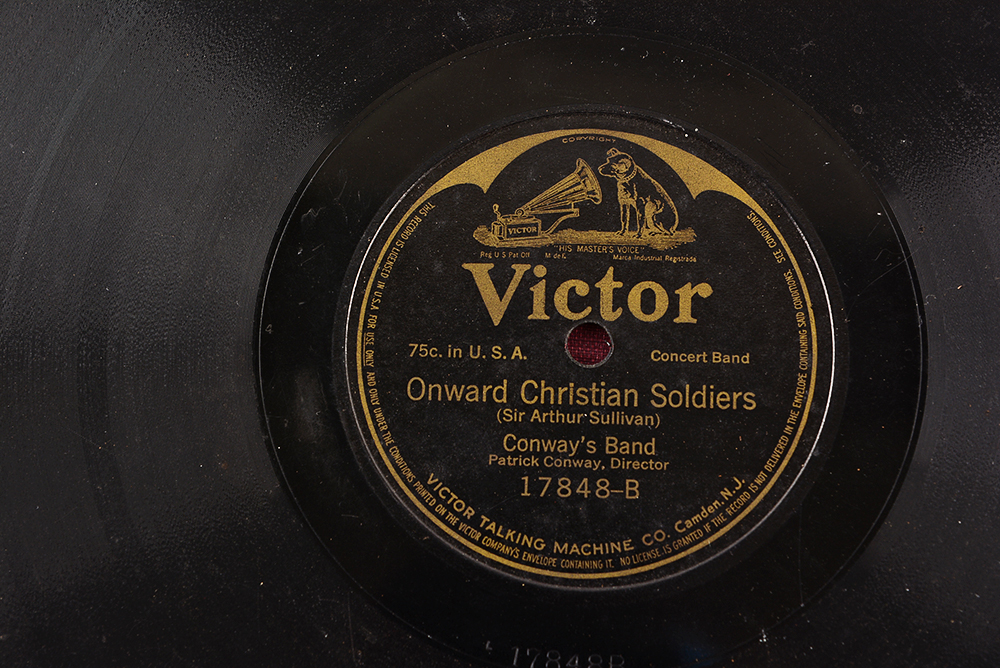 COPYRIGHT
VICTOR
"HIS MASTER'S VOICE"
Reg U S Pat Off M de F. Marca Industrial Registrada
Victor
75c. in U. S. A. Concert Band
Onward Christian Soldiers
(Sir Arthur Sullivan)
Conway's Band
Patrick Conway, Director
17848-B
VICTOR TALKING MACHINE CO. Camden, N.J.
THIS RECORD IS LICENSED IN U.S.A. FOR USE ONLY AND ONLY UNDER THE CONDITIONS PRINTED ON THE VICTOR COMPANY'S ENVELOPE CONTAINING IT. NO LICENSE IS GRANTED IF THE RECORD IS NOT DELIVERED IN THE ENVELOPE CONTAINING SAID CONDITIONS. SEE CONDITIONS.
17848B